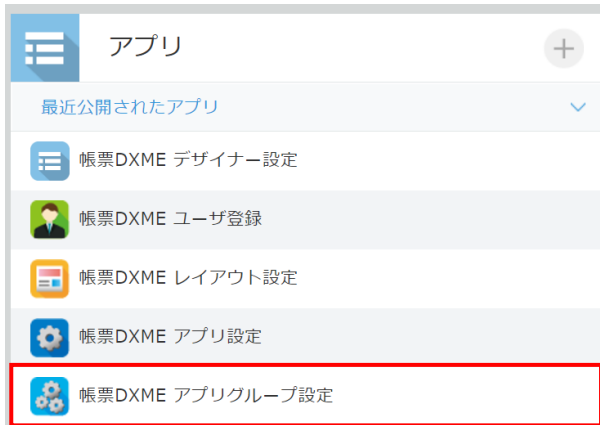 アプリ
最近公開されたアプリ
帳票DXME デザイナー設定
帳票DXME ユーザ登録
帳票DXME レイアウト設定
帳票DXME アプリ設定
帳票DXME アプリグループ設定